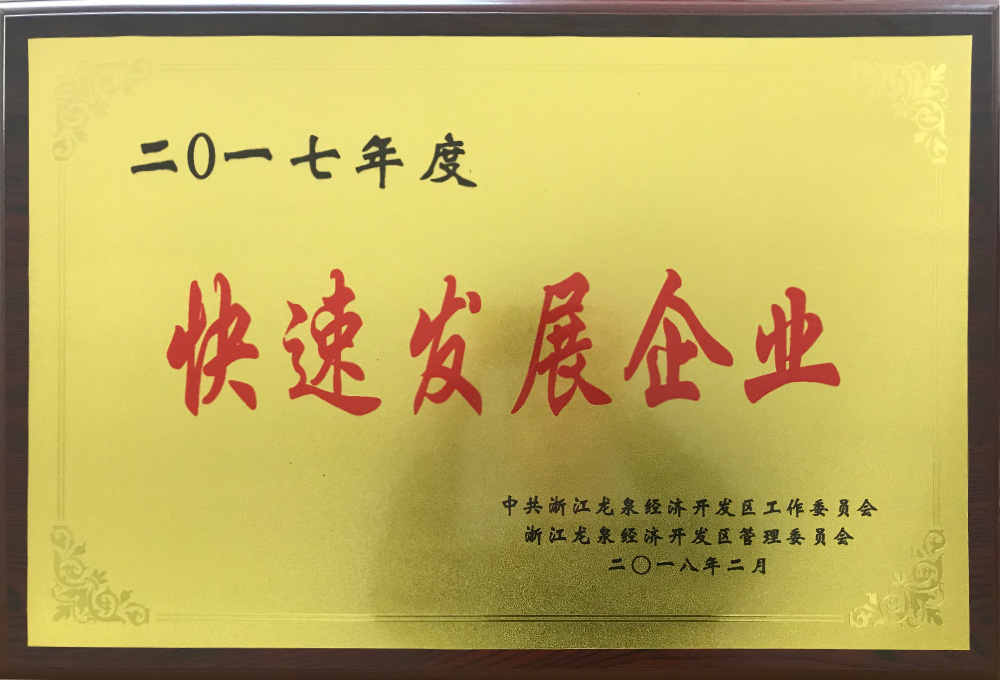 二〇一七年度
快速发展企业
中共浙江龙泉经济开发区工作委员会
浙江龙泉经济开发区管理委员会
二〇一八年二月